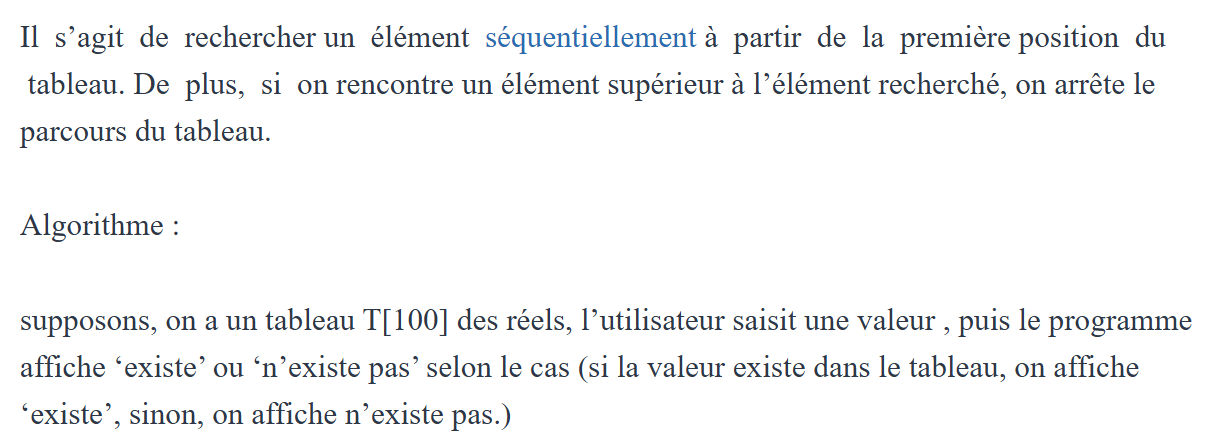 Il s’agit de rechercher un élément séquentiellement à partir de la première position du
tableau. De plus, si on rencontre un élément supérieur à l’élément recherché, on arrête le
parcours du tableau.
Algorithme :
supposons, on a un tableau T[100] des réels, l’utilisateur saisit une valeur , puis le programme
affiche ‘existe’ ou ‘n’existe pas’ selon le cas (si la valeur existe dans le tableau, on affiche
‘existe’, sinon, on affiche n’existe pas.)